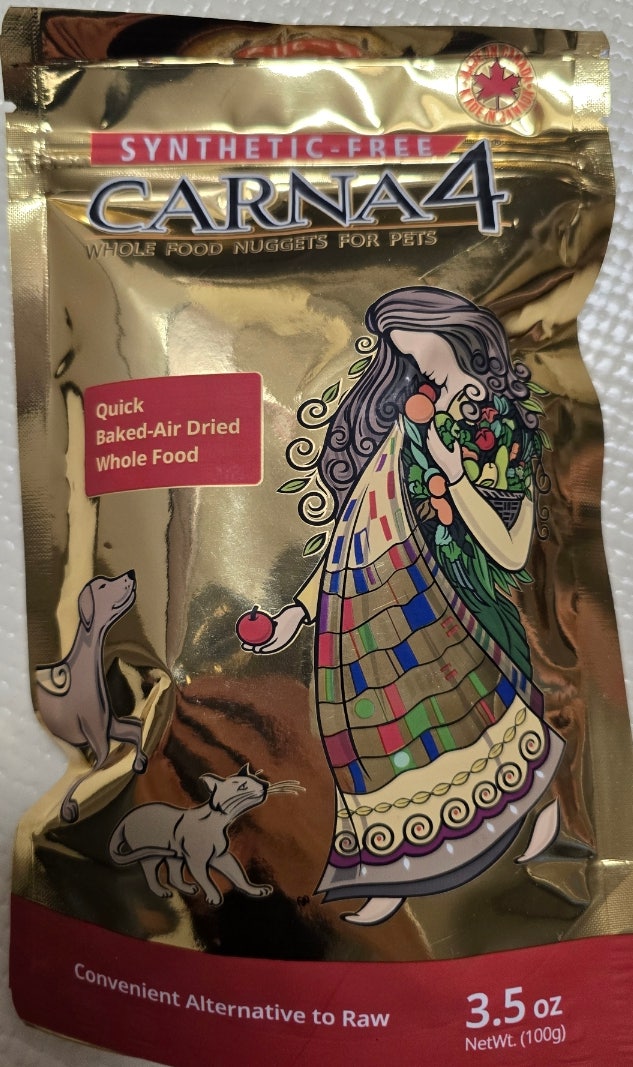 SYNTHETIC-FREE
CARNA4
WHOLE FOOD NUGGETS FOR PETS
Quick
Baked-Air Dried
Whole Food
Convenient Alternative to Raw
3.5 oz
NetWt. (100g)